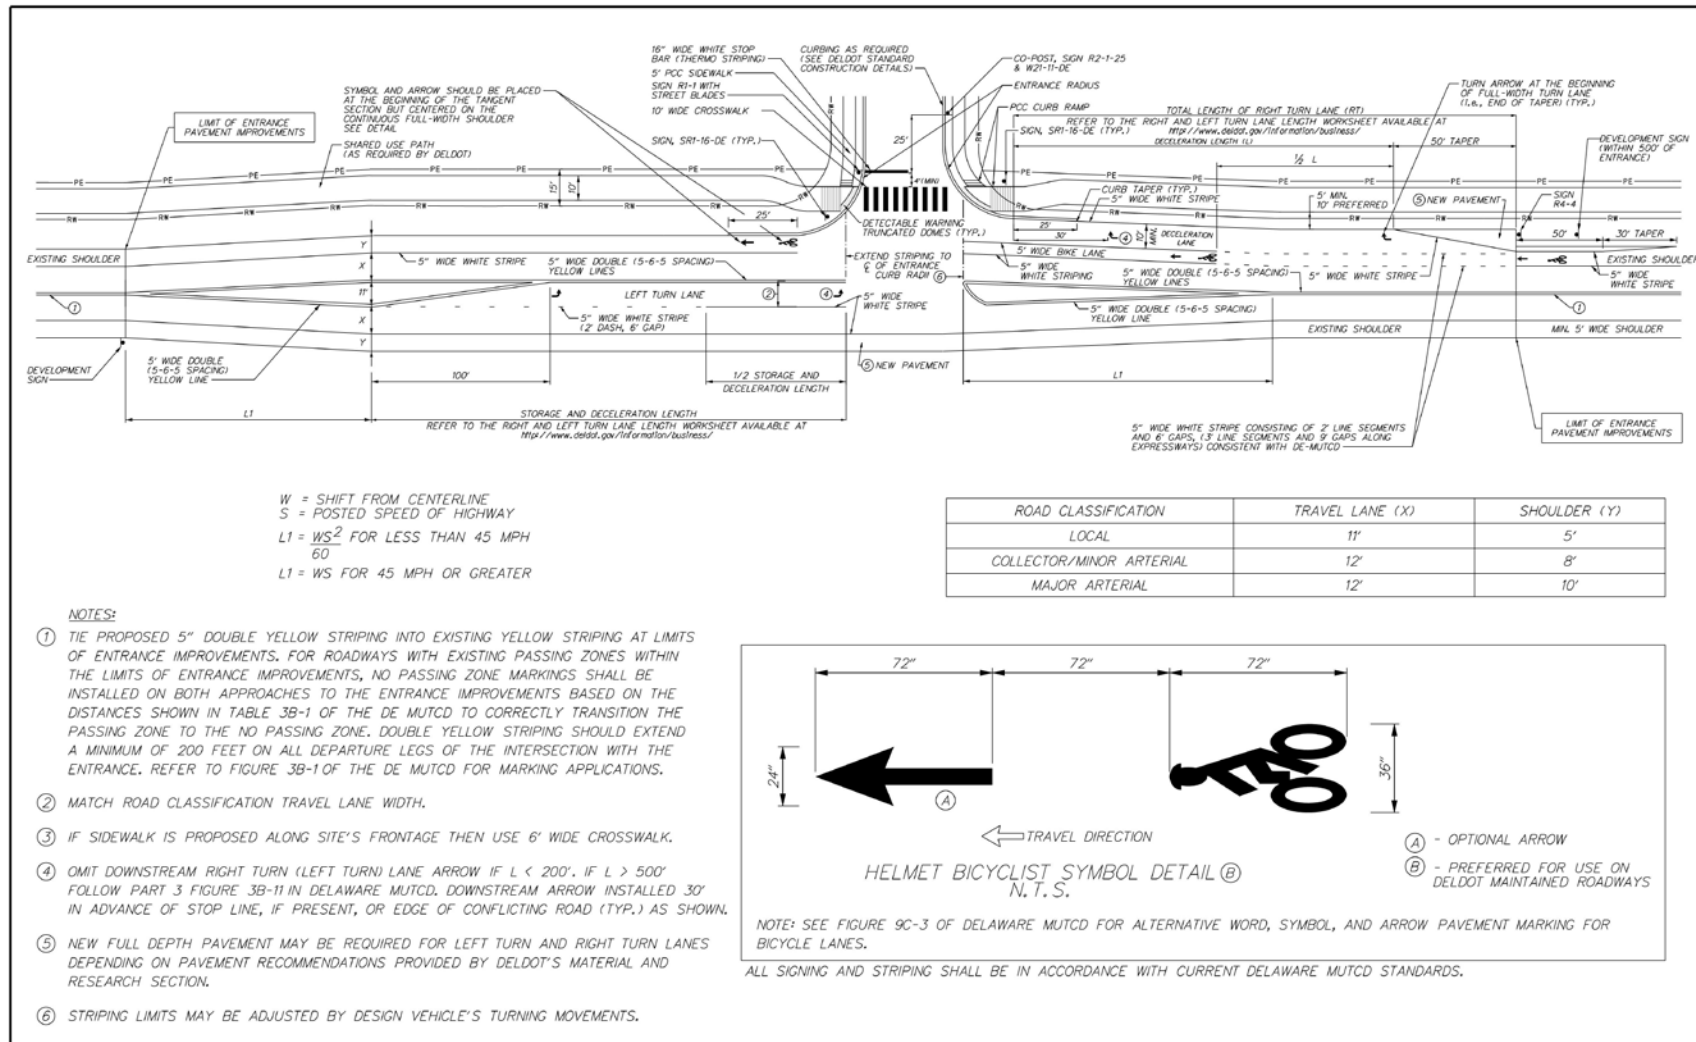 16" WIDE WHITE STOP
BAR (THERMO STRIPING)
5' PCC SIDEWALK
SIGN R1-1 WITH
STREET BLADES
10' WIDE CROSSWALK
SIGN, SR1-16-DE (TYP.)
CURBING AS REQUIRED
(SEE DELDOT STANDARD
CONSTRUCTION DETAILS)
CO-POST, SIGN R2-1-25
& W21-11-DE
ENTRANCE RADIUS
PCC CURB RAMP
SIGN, SR1-16-DE (TYP.)
TURN ARROW AT THE BEGINNING
OF FULL-WIDTH TURN LANE
(I.e., END OF TAPER) (TYP.)
TOTAL LENGTH OF RIGHT TURN LANE (RT)
REFER TO THE RIGHT AND LEFT TURN LANE LENGTH WORKSHEET AVAILABLE AT
http://www.deldot.gov/information/business/
DECELERATION LENGTH (L)
50' TAPER
½ L
DEVELOPMENT SIGN
(WITHIN 500' OF
ENTRANCE)
SYMBOL AND ARROW SHOULD BE PLACED
AT THE BEGINNING OF THE TANGENT
SECTION BUT CENTERED ON THE
CONTINUOUS FULL-WIDTH SHOULDER
SEE DETAIL
LIMIT OF ENTRANCE
PAVEMENT IMPROVEMENTS
SHARED USE PATH
(AS REQUIRED BY DELDOT)
25'
4' (MIN)
PE PE PE PE PE PE PE
RW RW RW RW RW RW RW
15'
10'
25'
DETECTABLE WARNING
TRUNCATED DOMES (TYP.)
CURB TAPER (TYP.)
5" WIDE WHITE STRIPE
25'
30'
④
10' MIN.
DECELERATION
LANE
5' MIN.
10' PREFERRED
⑤ NEW PAVEMENT
SIGN
R4-4
50'
30' TAPER
EXISTING SHOULDER
Y
X
11'
X
Y
5" WIDE WHITE STRIPE
5" WIDE DOUBLE (5-6-5 SPACING)
YELLOW LINES
EXTEND STRIPING TO
℄ OF ENTRANCE
CURB RADII
⑥
5' WIDE BIKE LANE
5" WIDE
WHITE STRIPING
5" WIDE DOUBLE (5-6-5 SPACING)
YELLOW LINES
5" WIDE WHITE STRIPE
EXISTING SHOULDER
5" WIDE
WHITE STRIPE
①
LEFT TURN LANE
②
④
5" WIDE
WHITE STRIPE
5" WIDE WHITE STRIPE
(2' DASH, 6' GAP)
5" WIDE DOUBLE (5-6-5 SPACING)
YELLOW LINE
①
EXISTING SHOULDER
MIN. 5' WIDE SHOULDER
DEVELOPMENT
SIGN
5' WIDE DOUBLE
(5-6-5 SPACING)
YELLOW LINE
100'
1/2 STORAGE AND
DECELERATION LENGTH
⑤ NEW PAVEMENT
L1
L1
STORAGE AND DECELERATION LENGTH
REFER TO THE RIGHT AND LEFT TURN LANE LENGTH WORKSHEET AVAILABLE AT
http://www.deldot.gov/information/business/
5" WIDE WHITE STRIPE CONSISTING OF 2' LINE SEGMENTS
AND 6' GAPS, (3' LINE SEGMENTS AND 9' GAPS ALONG
EXPRESSWAYS) CONSISTENT WITH DE-MUTCD
LIMIT OF ENTRANCE
PAVEMENT IMPROVEMENTS
W = SHIFT FROM CENTERLINE
S = POSTED SPEED OF HIGHWAY
L1 = WS² FOR LESS THAN 45 MPH
60
L1 = WS FOR 45 MPH OR GREATER
ROAD CLASSIFICATION TRAVEL LANE (X) SHOULDER (Y)
LOCAL 11' 5'
COLLECTOR/MINOR ARTERIAL 12' 8'
MAJOR ARTERIAL 12' 10'
NOTES:
① TIE PROPOSED 5" DOUBLE YELLOW STRIPING INTO EXISTING YELLOW STRIPING AT LIMITS
OF ENTRANCE IMPROVEMENTS. FOR ROADWAYS WITH EXISTING PASSING ZONES WITHIN
THE LIMITS OF ENTRANCE IMPROVEMENTS, NO PASSING ZONE MARKINGS SHALL BE
INSTALLED ON BOTH APPROACHES TO THE ENTRANCE IMPROVEMENTS BASED ON THE
DISTANCES SHOWN IN TABLE 3B-1 OF THE DE MUTCD TO CORRECTLY TRANSITION THE
PASSING ZONE TO THE NO PASSING ZONE. DOUBLE YELLOW STRIPING SHOULD EXTEND
A MINIMUM OF 200 FEET ON ALL DEPARTURE LEGS OF THE INTERSECTION WITH THE
ENTRANCE. REFER TO FIGURE 3B-1 OF THE DE MUTCD FOR MARKING APPLICATIONS.
② MATCH ROAD CLASSIFICATION TRAVEL LANE WIDTH.
③ IF SIDEWALK IS PROPOSED ALONG SITE'S FRONTAGE THEN USE 6' WIDE CROSSWALK.
④ OMIT DOWNSTREAM RIGHT TURN (LEFT TURN) LANE ARROW IF L < 200'. IF L > 500'
FOLLOW PART 3 FIGURE 3B-11 IN DELAWARE MUTCD. DOWNSTREAM ARROW INSTALLED 30'
IN ADVANCE OF STOP LINE, IF PRESENT, OR EDGE OF CONFLICTING ROAD (TYP.) AS SHOWN.
⑤ NEW FULL DEPTH PAVEMENT MAY BE REQUIRED FOR LEFT TURN AND RIGHT TURN LANES
DEPENDING ON PAVEMENT RECOMMENDATIONS PROVIDED BY DELDOT'S MATERIAL AND
RESEARCH SECTION.
⑥ STRIPING LIMITS MAY BE ADJUSTED BY DESIGN VEHICLE'S TURNING MOVEMENTS.
72" 72" 72"
24"
36"
Ⓐ
TRAVEL DIRECTION
HELMET BICYCLIST SYMBOL DETAIL Ⓑ
N.T.S.
Ⓐ - OPTIONAL ARROW
Ⓑ - PREFERRED FOR USE ON
DELDOT MAINTAINED ROADWAYS
NOTE: SEE FIGURE 9C-3 OF DELAWARE MUTCD FOR ALTERNATIVE WORD, SYMBOL, AND ARROW PAVEMENT MARKING FOR
BICYCLE LANES.
ALL SIGNING AND STRIPING SHALL BE IN ACCORDANCE WITH CURRENT DELAWARE MUTCD STANDARDS.